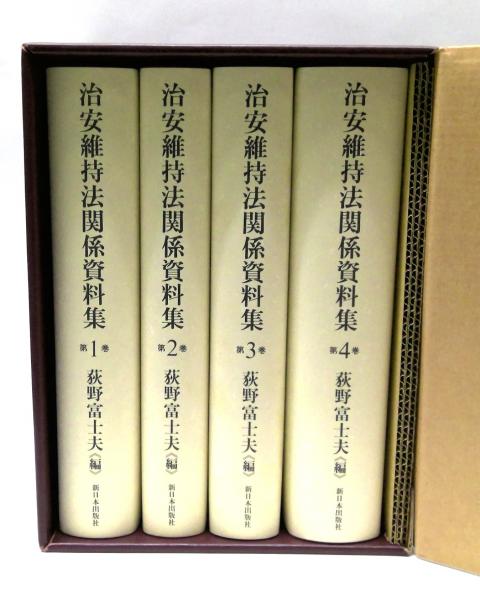 治安維持法関係資料集
第1巻
荻野富士夫《編》
新日本出版社
治安維持法関係資料集
第2巻
荻野富士夫《編》
新日本出版社
治安維持法関係資料集
第3巻
荻野富士夫《編》
新日本出版社
治安維持法関係資料集
第4巻
荻野富士夫《編》
新日本出版社